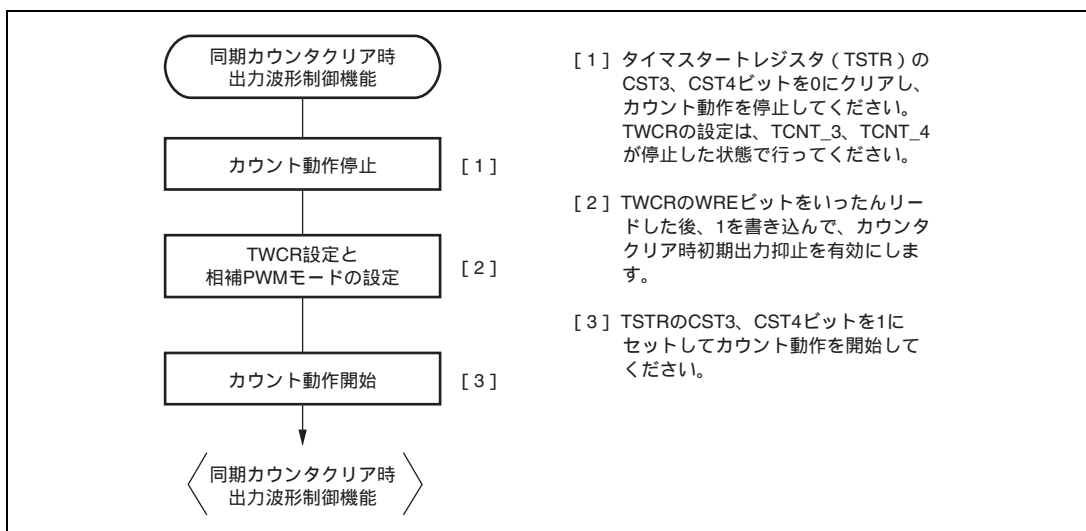 同期カウンタクリア時
出力波形制御機能
カウント動作停止
[1]
TWCR設定と
相補PWMモードの設定
[2]
カウント動作開始
[3]
同期カウンタクリア時
出力波形制御機能
[1] タイマスタートレジスタ(TSTR)の
CST3、CST4ビットを0にクリアし、
カウント動作を停止してください。
TWCRの設定は、TCNT_3、TCNT_4
が停止した状態で行ってください。
[2] TWCRのWREビットをいったんリー
ドした後、1を書き込んで、カウンタ
クリア時初期出力抑止を有効にしま
す。
[3] TSTRのCST3、CST4ビットを1に
セットしてカウント動作を開始して
ください。